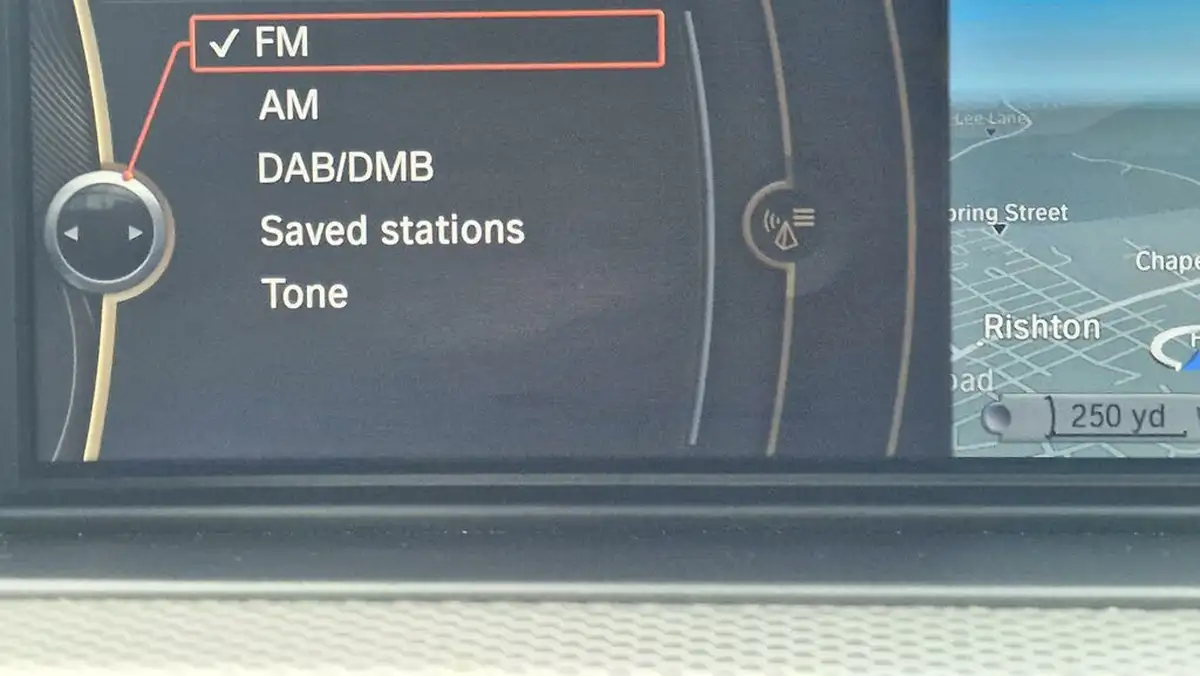 ✓ FM
AM
DAB/DMB
Saved stations
Tone
Lee Lane
pring Street
Chape
Rishton
oad
250 yd